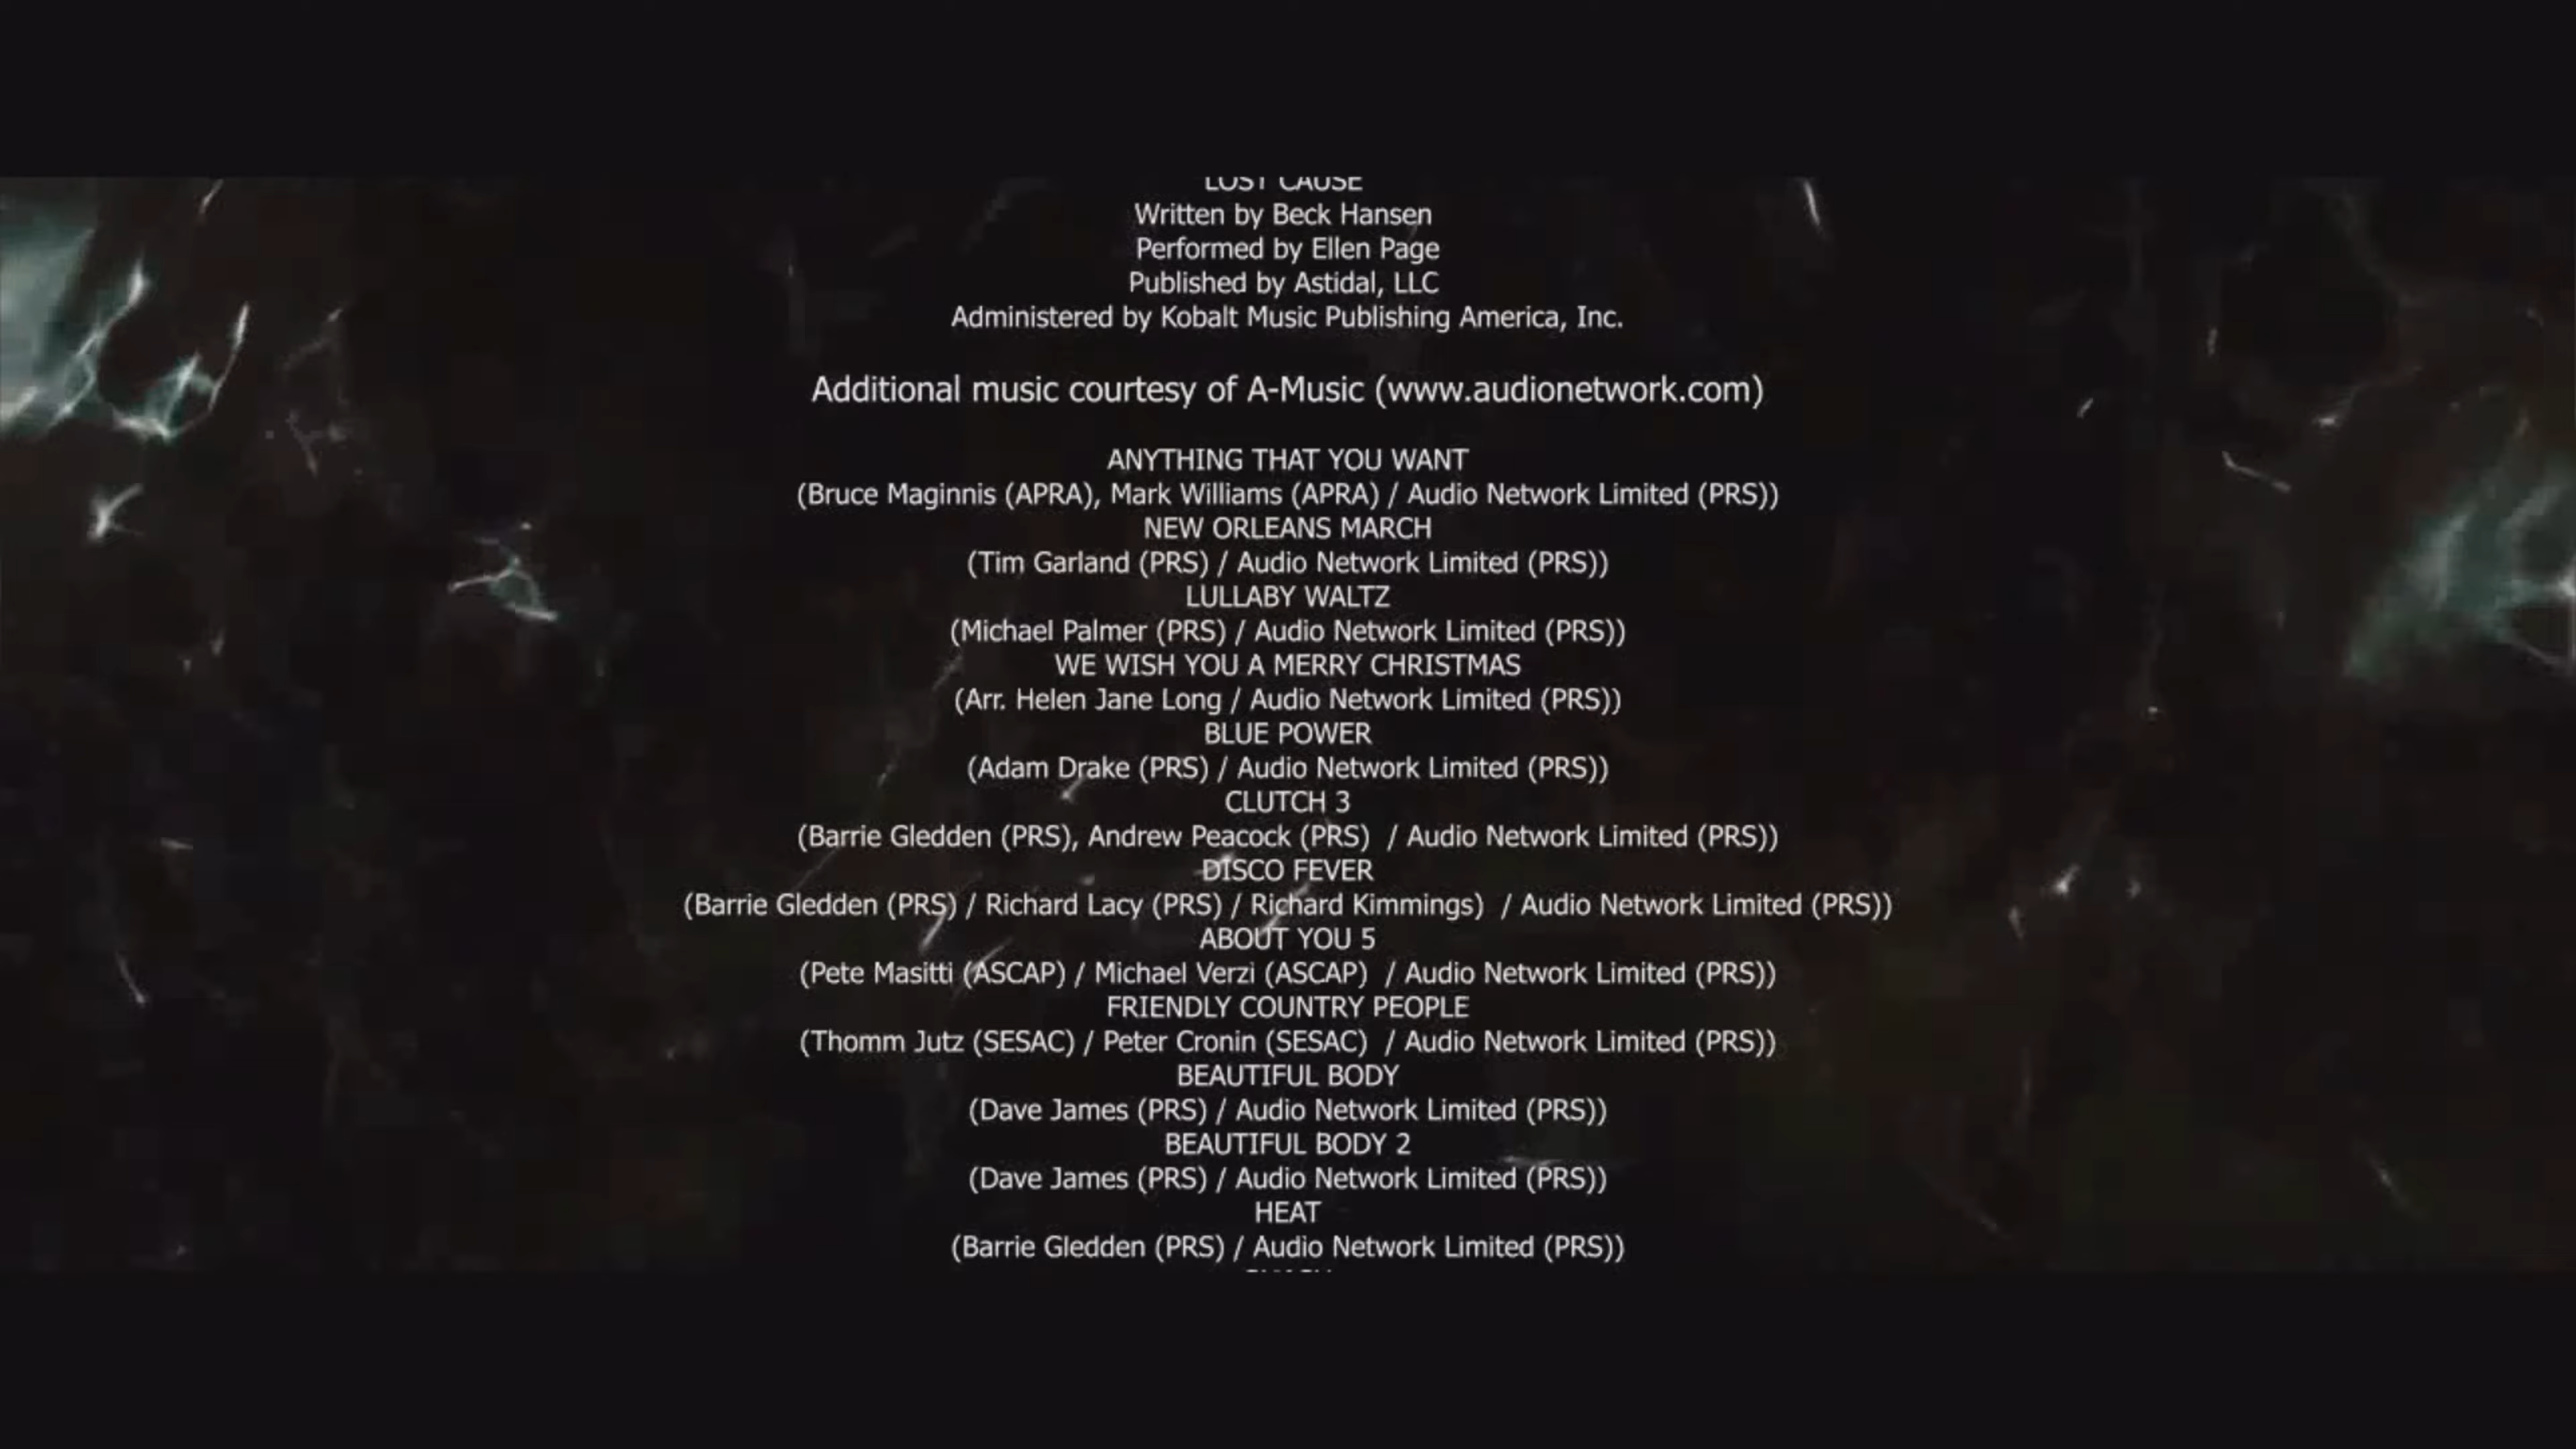 LOST CAUSE
Written by Beck Hansen
Performed by Ellen Page
Published by Astidal, LLC
Administered by Kobalt Music Publishing America, Inc.
Additional music courtesy of A-Music (www.audionetwork.com)
ANYTHING THAT YOU WANT
(Bruce Maginnis (APRA), Mark Williams (APRA) / Audio Network Limited (PRS))
NEW ORLEANS MARCH
(Tim Garland (PRS) / Audio Network Limited (PRS))
LULLABY WALTZ
(Michael Palmer (PRS) / Audio Network Limited (PRS))
WE WISH YOU A MERRY CHRISTMAS
(Arr. Helen Jane Long / Audio Network Limited (PRS))
BLUE POWER
(Adam Drake (PRS) / Audio Network Limited (PRS))
CLUTCH 3
(Barrie Gledden (PRS), Andrew Peacock (PRS)  / Audio Network Limited (PRS))
DISCO FEVER
(Barrie Gledden (PRS) / Richard Lacy (PRS) / Richard Kimmings)  / Audio Network Limited (PRS))
ABOUT YOU 5
(Pete Masitti (ASCAP) / Michael Verzi (ASCAP)  / Audio Network Limited (PRS))
FRIENDLY COUNTRY PEOPLE
(Thomm Jutz (SESAC) / Peter Cronin (SESAC)  / Audio Network Limited (PRS))
BEAUTIFUL BODY
(Dave James (PRS) / Audio Network Limited (PRS))
BEAUTIFUL BODY 2
(Dave James (PRS) / Audio Network Limited (PRS))
HEAT
(Barrie Gledden (PRS) / Audio Network Limited (PRS))